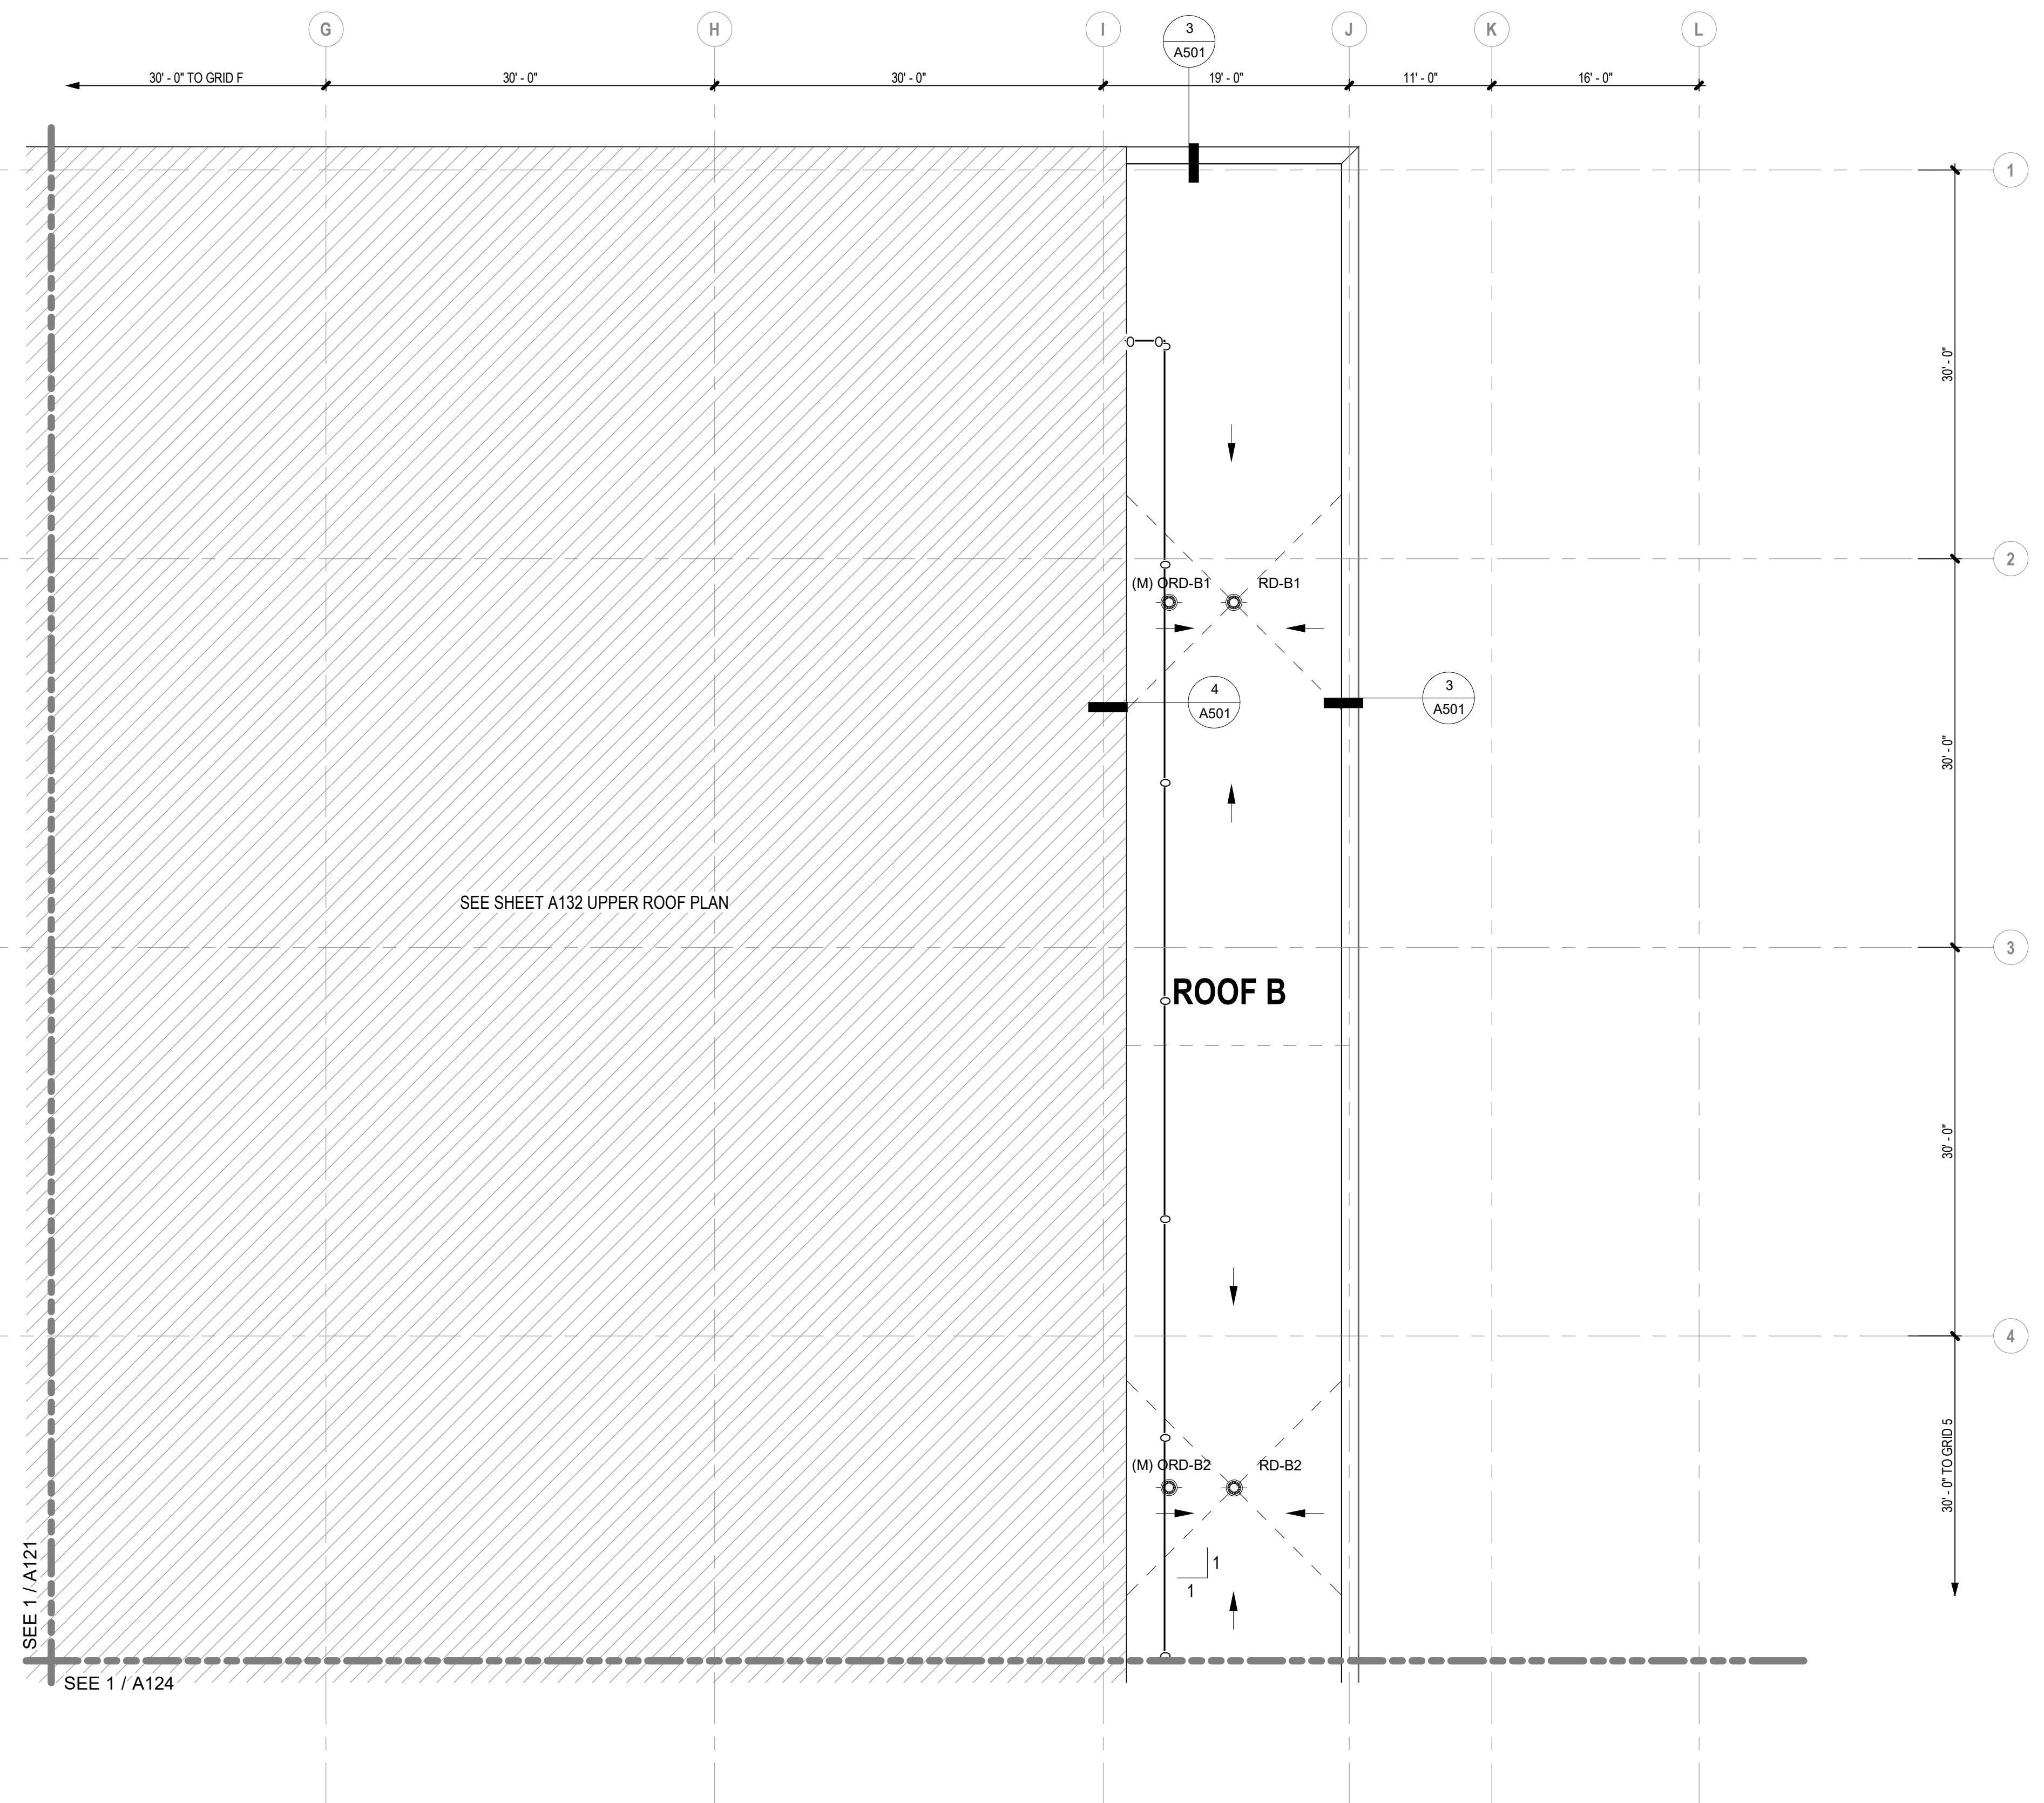 G
H
I
3
A501
J
K
L
30' - 0" TO GRID F
30' - 0"
30' - 0"
19' - 0"
11' - 0"
16' - 0"
1
30' - 0"
2
(M) ORD-B1
RD-B1
4
A501
3
A501
30' - 0"
SEE SHEET A132 UPPER ROOF PLAN
3
ROOF B
30' - 0"
4
(M) ORD-B2
RD-B2
30' - 0" TO GRID 5
1
1
SEE 1 / A121
SEE 1 / A124